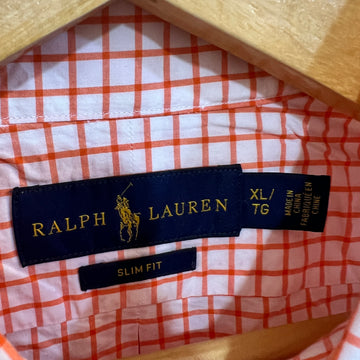 RALPH LAUREN
XL/
TG
MADE IN
CHINA
FABRIQUÉ EN
CHINE
SLIM FIT